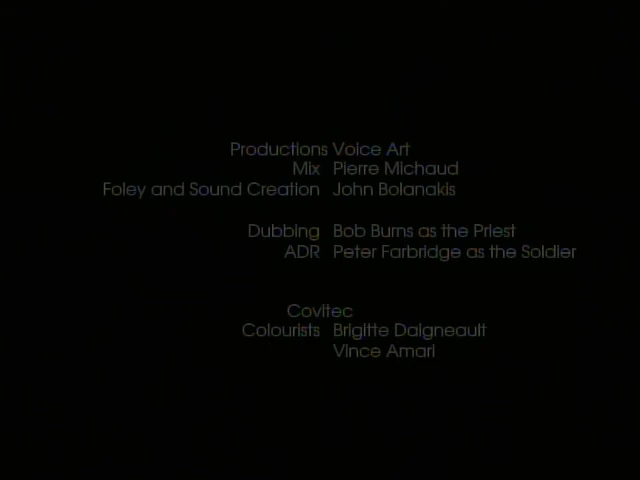 Productions Voice Art
Mix Pierre Michaud
Foley and Sound Creation John Bolanakis
Dubbing Bob Burns as the Priest
ADR Peter Farbridge as the Soldier
Covitec
Colourists Brigitte Daigneault
Vince Amari